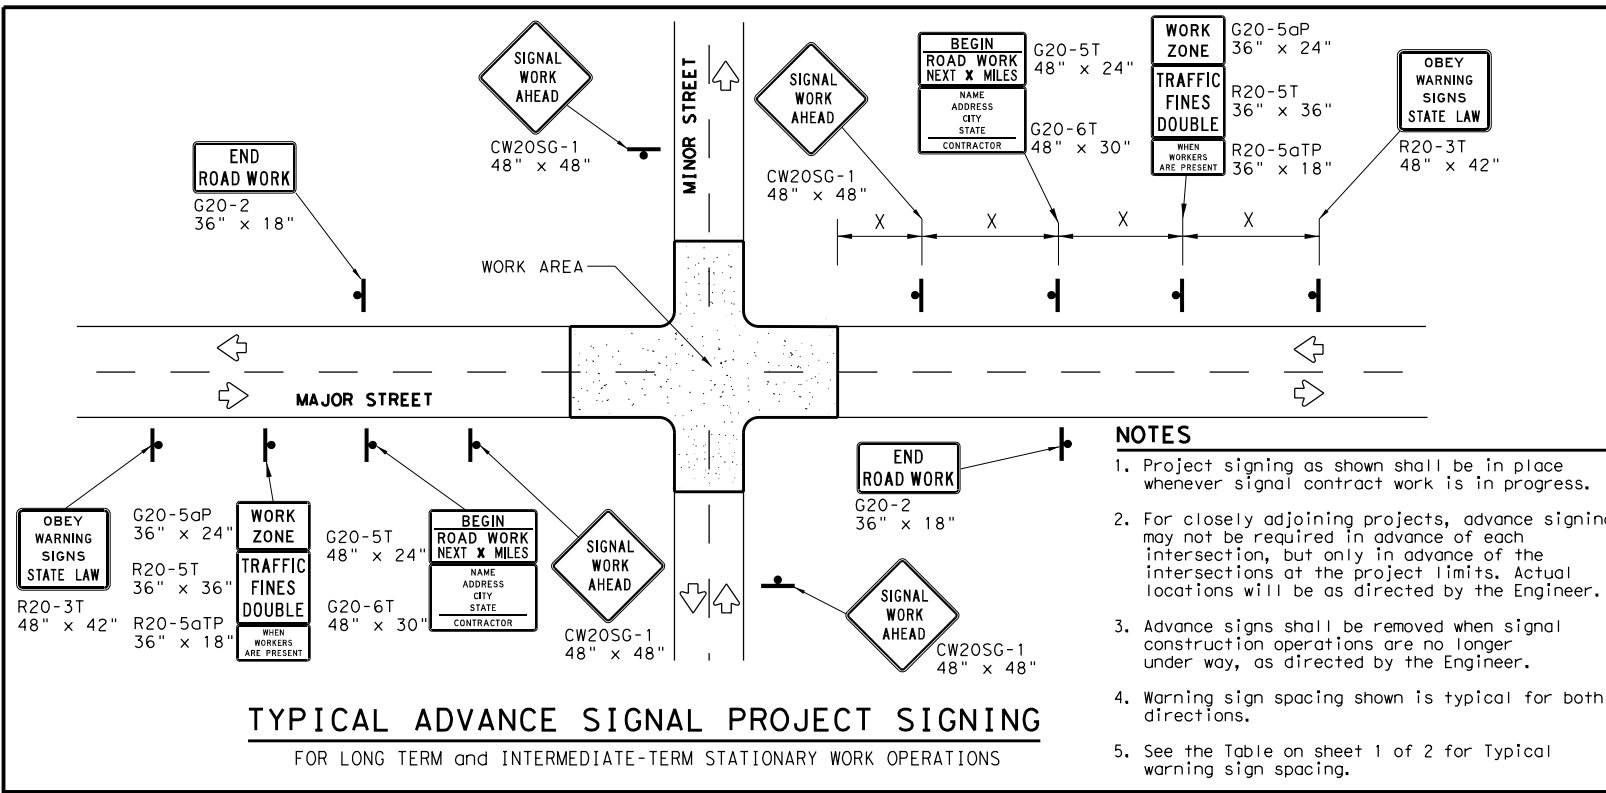 SIGNAL
WORK
AHEAD
CW20SG-1
48" x 48"
END
ROAD WORK
G20-2
36" x 18"
MINOR STREET
SIGNAL
WORK
AHEAD
CW20SG-1
48" x 48"
BEGIN
ROAD WORK
NEXT X MILES
NAME
ADDRESS
CITY
STATE
CONTRACTOR
G20-5T
48" x 24"
G20-6T
48" x 30"
WORK
ZONE
TRAFFIC
FINES
DOUBLE
WHEN
WORKERS
ARE PRESENT
G20-5aP
36" x 24"
R20-5T
36" x 36"
R20-5aTP
36" x 18"
OBEY
WARNING
SIGNS
STATE LAW
R20-3T
48" x 42"
X
X
X
X
WORK AREA
MAJOR STREET
OBEY
WARNING
SIGNS
STATE LAW
R20-3T
48" x 42"
G20-5aP
36" x 24"
R20-5T
36" x 36"
R20-5aTP
36" x 18"
WORK
ZONE
TRAFFIC
FINES
DOUBLE
WHEN
WORKERS
ARE PRESENT
G20-5T
48" x 24"
G20-6T
48" x 30"
BEGIN
ROAD WORK
NEXT X MILES
NAME
ADDRESS
CITY
STATE
CONTRACTOR
SIGNAL
WORK
AHEAD
CW20SG-1
48" x 48"
END
ROAD WORK
G20-2
36" x 18"
SIGNAL
WORK
AHEAD
CW20SG-1
48" x 48"
NOTES
1. Project signing as shown shall be in place
whenever signal contract work is in progress.
2. For closely adjoining projects, advance signing
may not be required in advance of each
intersection, but only in advance of the
intersections at the project limits. Actual
locations will be as directed by the Engineer.
3. Advance signs shall be removed when signal
construction operations are no longer
under way, as directed by the Engineer.
4. Warning sign spacing shown is typical for both
directions.
5. See the Table on sheet 1 of 2 for Typical
warning sign spacing.
TYPICAL ADVANCE SIGNAL PROJECT SIGNING
FOR LONG TERM and INTERMEDIATE-TERM STATIONARY WORK OPERATIONS